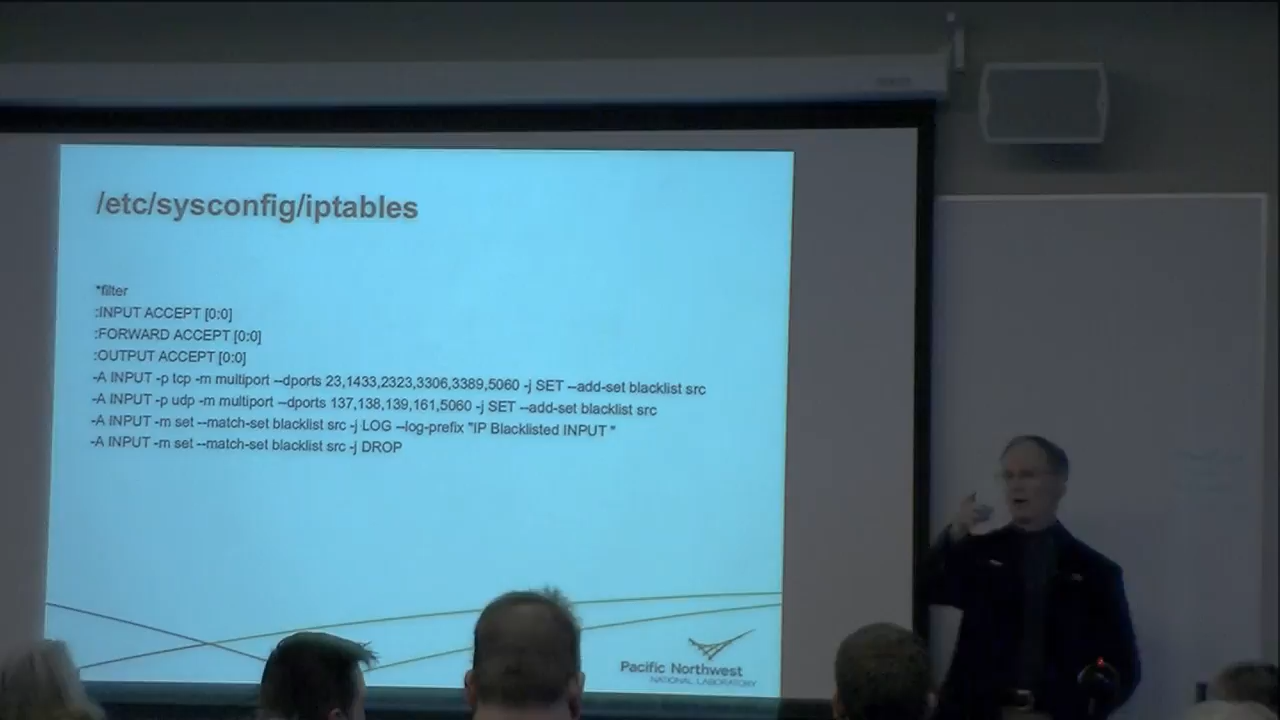 /etc/sysconfig/iptables
*filter
:INPUT ACCEPT [0:0]
:FORWARD ACCEPT [0:0]
:OUTPUT ACCEPT [0:0]
-A INPUT -p tcp -m multiport --dports 23,1433,2323,3306,3389,5060 -j SET --add-set blacklist src
-A INPUT -p udp -m multiport --dports 137,138,139,161,5060 -j SET --add-set blacklist src
-A INPUT -m set --match-set blacklist src -j LOG --log-prefix "IP Blacklisted INPUT "
-A INPUT -m set --match-set blacklist src -j DROP
Pacific Northwest
NATIONAL LABORATORY